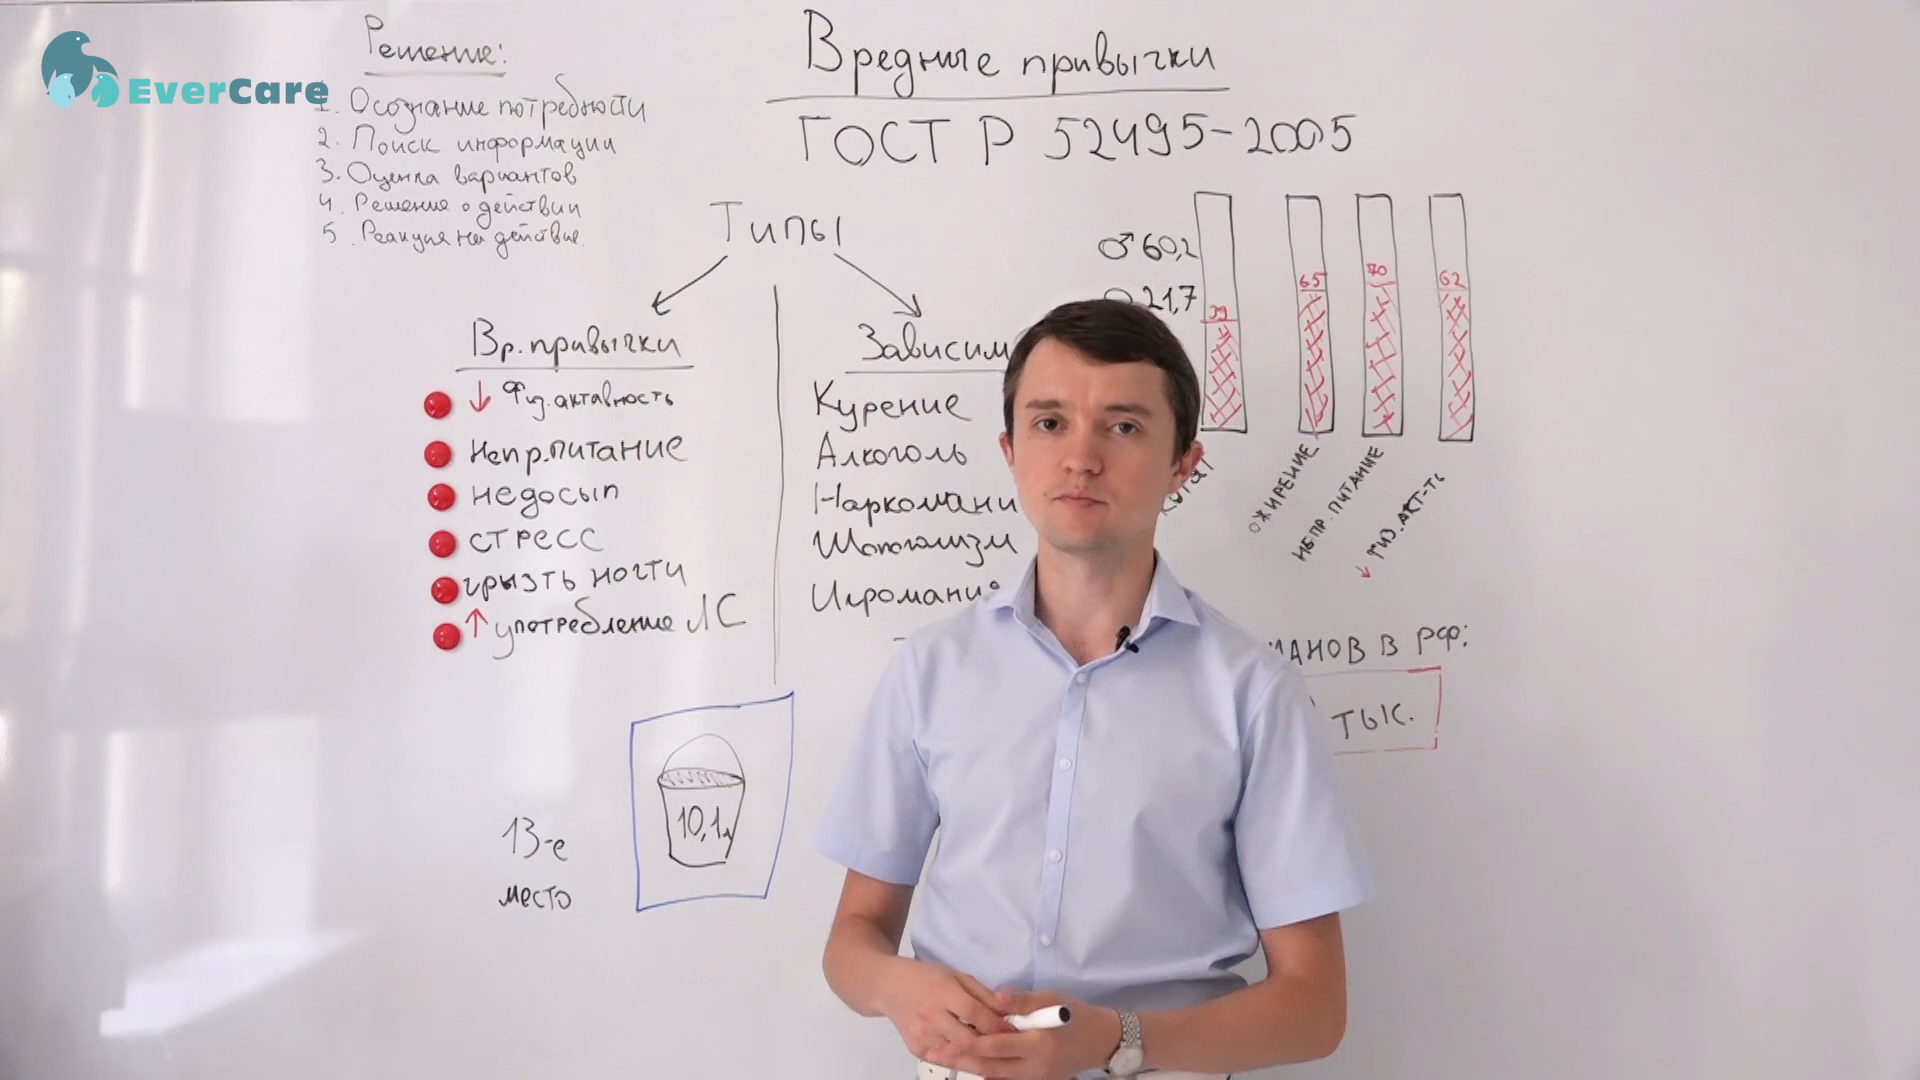 EverCare
Решение:
1. Осознание потребности
2. Поиск информации
3. Оценка вариантов
4. Решение о действии
5. Реакция на действие.
Вредные привычки
ГОСТ Р 52495-2005
Типы
Вр. привычки
↓ Физ. активность
Непр. питание
недосып
стресс
грызть ногти
↑ употребление ЛС
Зависим
Курение
Алкоголь
Наркомани
Шопоголизм
Игромани
♂ 60,2
21,7
39
65
70
62
ОЖИРЕНИЕ
НЕПР. ПИТАНИЕ
↓ ФИЗ. АКТ-ТЬ
МАНОВ В РФ:
ТЫС.
10,1л
13-е
место